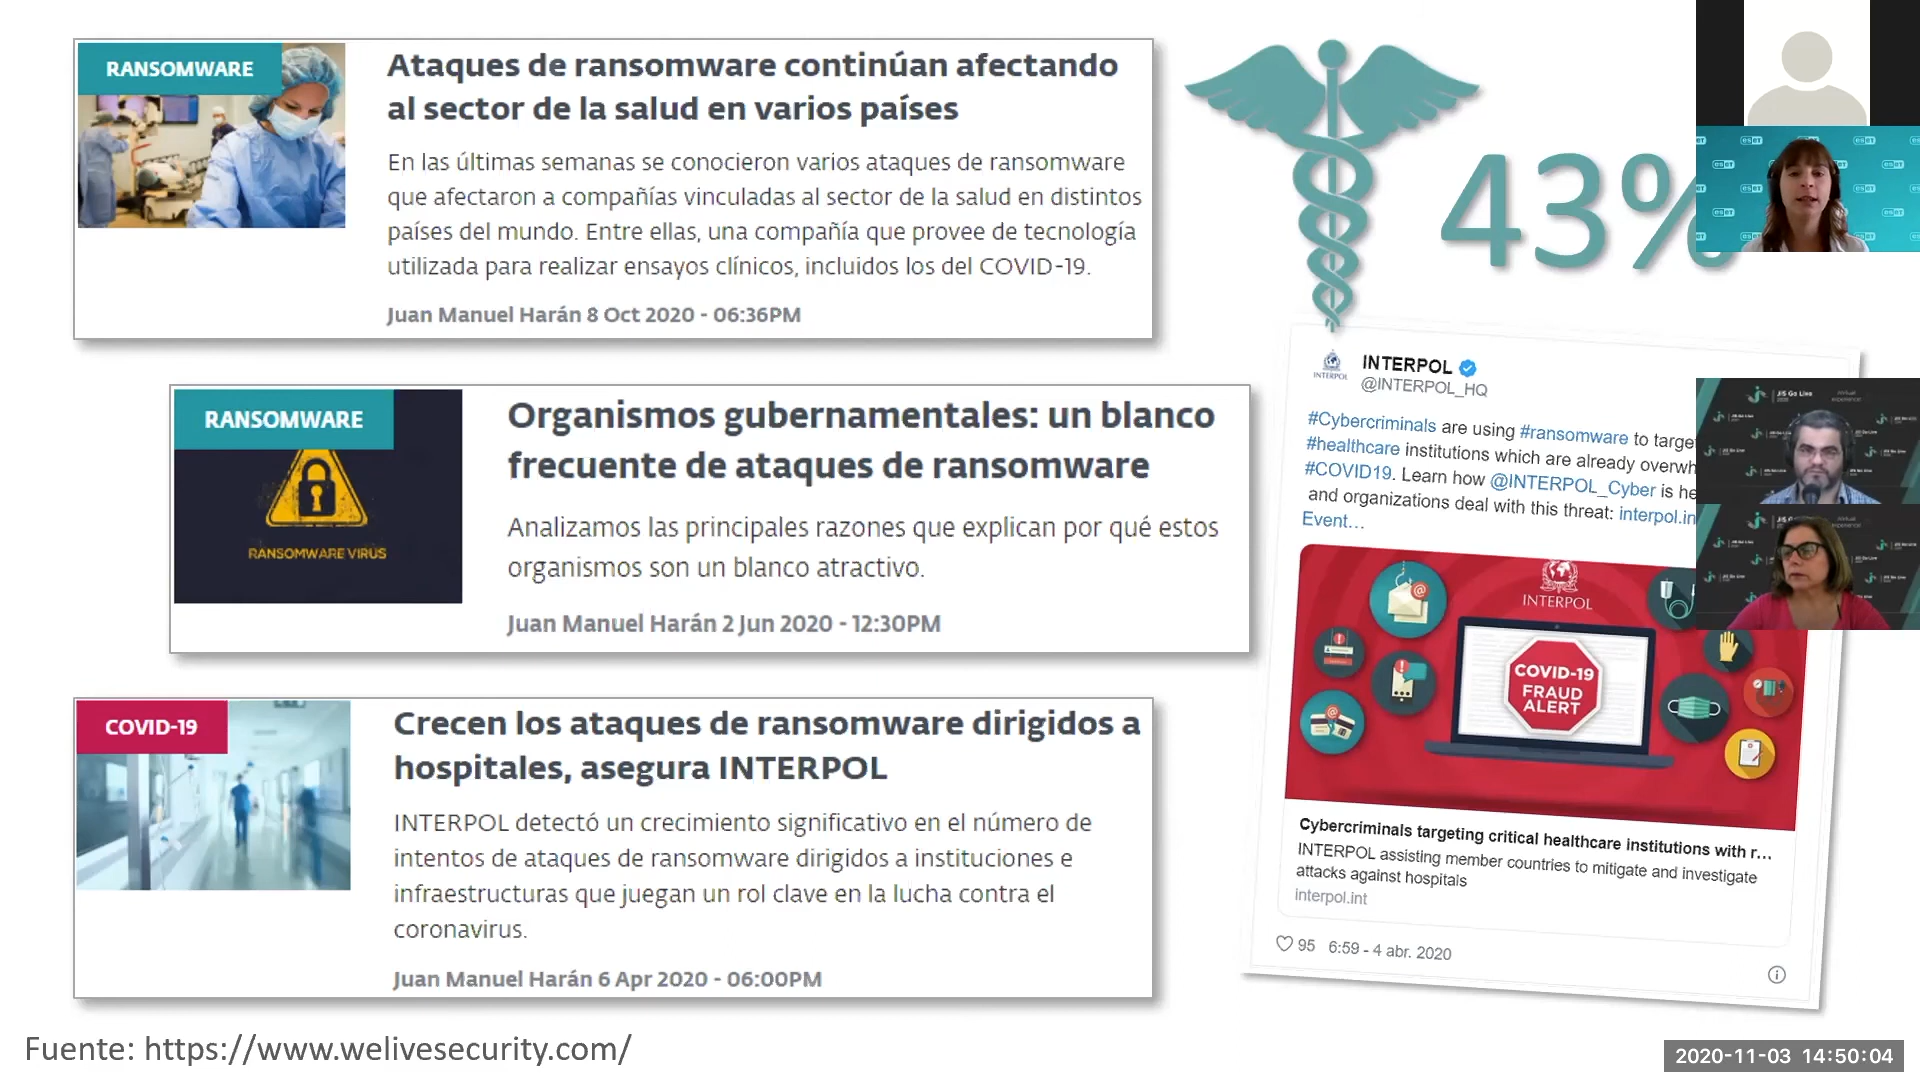 RANSOMWARE
Ataques de ransomware continúan afectando
al sector de la salud en varios países
En las últimas semanas se conocieron varios ataques de ransomware
que afectaron a compañías vinculadas al sector de la salud en distintos
países del mundo. Entre ellas, una compañía que provee de tecnología
utilizada para realizar ensayos clínicos, incluidos los del COVID-19.
Juan Manuel Harán 8 Oct 2020 - 06:36PM
43%
RANSOMWARE
RANSOMWARE VIRUS
Organismos gubernamentales: un blanco
frecuente de ataques de ransomware
Analizamos las principales razones que explican por qué estos
organismos son un blanco atractivo.
Juan Manuel Harán 2 Jun 2020 - 12:30PM
COVID-19
Crecen los ataques de ransomware dirigidos a
hospitales, asegura INTERPOL
INTERPOL detectó un crecimiento significativo en el número de
intentos de ataques de ransomware dirigidos a instituciones e
infraestructuras que juegan un rol clave en la lucha contra el
coronavirus.
Juan Manuel Harán 6 Apr 2020 - 06:00PM
INTERPOL
INTERPOL
@INTERPOL_HQ
#Cybercriminals are using #ransomware to targe
#healthcare institutions which are already overwh
#COVID19. Learn how @INTERPOL_Cyber is he
and organizations deal with this threat: interpol.in
Event…
INTERPOL
COVID-19
FRAUD
ALERT
Cybercriminals targeting critical healthcare institutions with r...
INTERPOL assisting member countries to mitigate and investigate
attacks against hospitals
interpol.int
95 6:59 - 4 abr. 2020
eseT
JIS Go Live
Fuente: https://www.welivesecurity.com/
2020-11-03 14:50:04